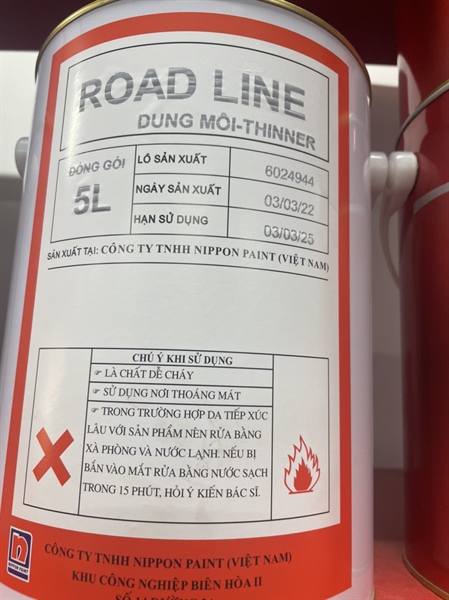 ROAD LINE
DUNG MÔI-THINNER
ĐÓNG GÓI
5L
LÔ SẢN XUẤT 6024944
NGÀY SẢN XUẤT 03/03/22
HẠN SỬ DỤNG 03/03/25
SẢN XUẤT TẠI: CÔNG TY TNHH NIPPON PAINT (VIỆT NAM)
CHÚ Ý KHI SỬ DỤNG
☞ LÀ CHẤT DỄ CHÁY
☞ SỬ DỤNG NƠI THOÁNG MÁT
☞ TRONG TRƯỜNG HỢP DA TIẾP XÚC
LÂU VỚI SẢN PHẨM NÊN RỬA BẰNG
XÀ PHÒNG VÀ NƯỚC LẠNH. NẾU BỊ
BẮN VÀO MẮT RỬA BẰNG NƯỚC SẠCH
TRONG 15 PHÚT, HỎI Ý KIẾN BÁC SĨ.
n
NIPPON PAINT
CÔNG TY TNHH NIPPON PAINT (VIỆT NAM)
KHU CÔNG NGHIỆP BIÊN HÒA II